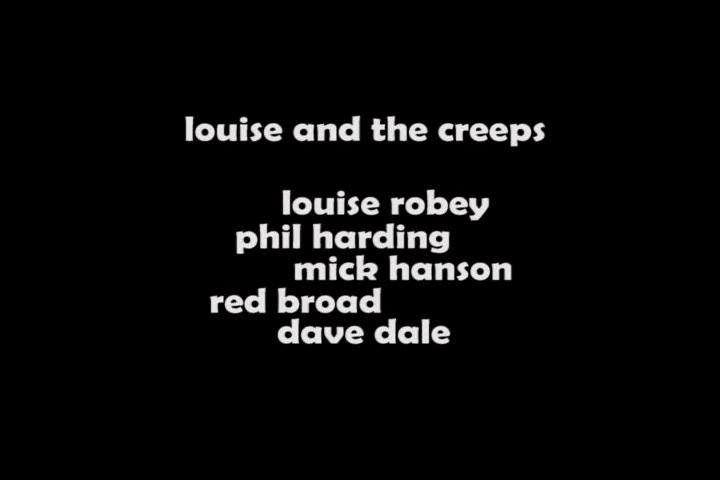 louise and the creeps
louise robey
phil harding
mick hanson
red broad
dave dale